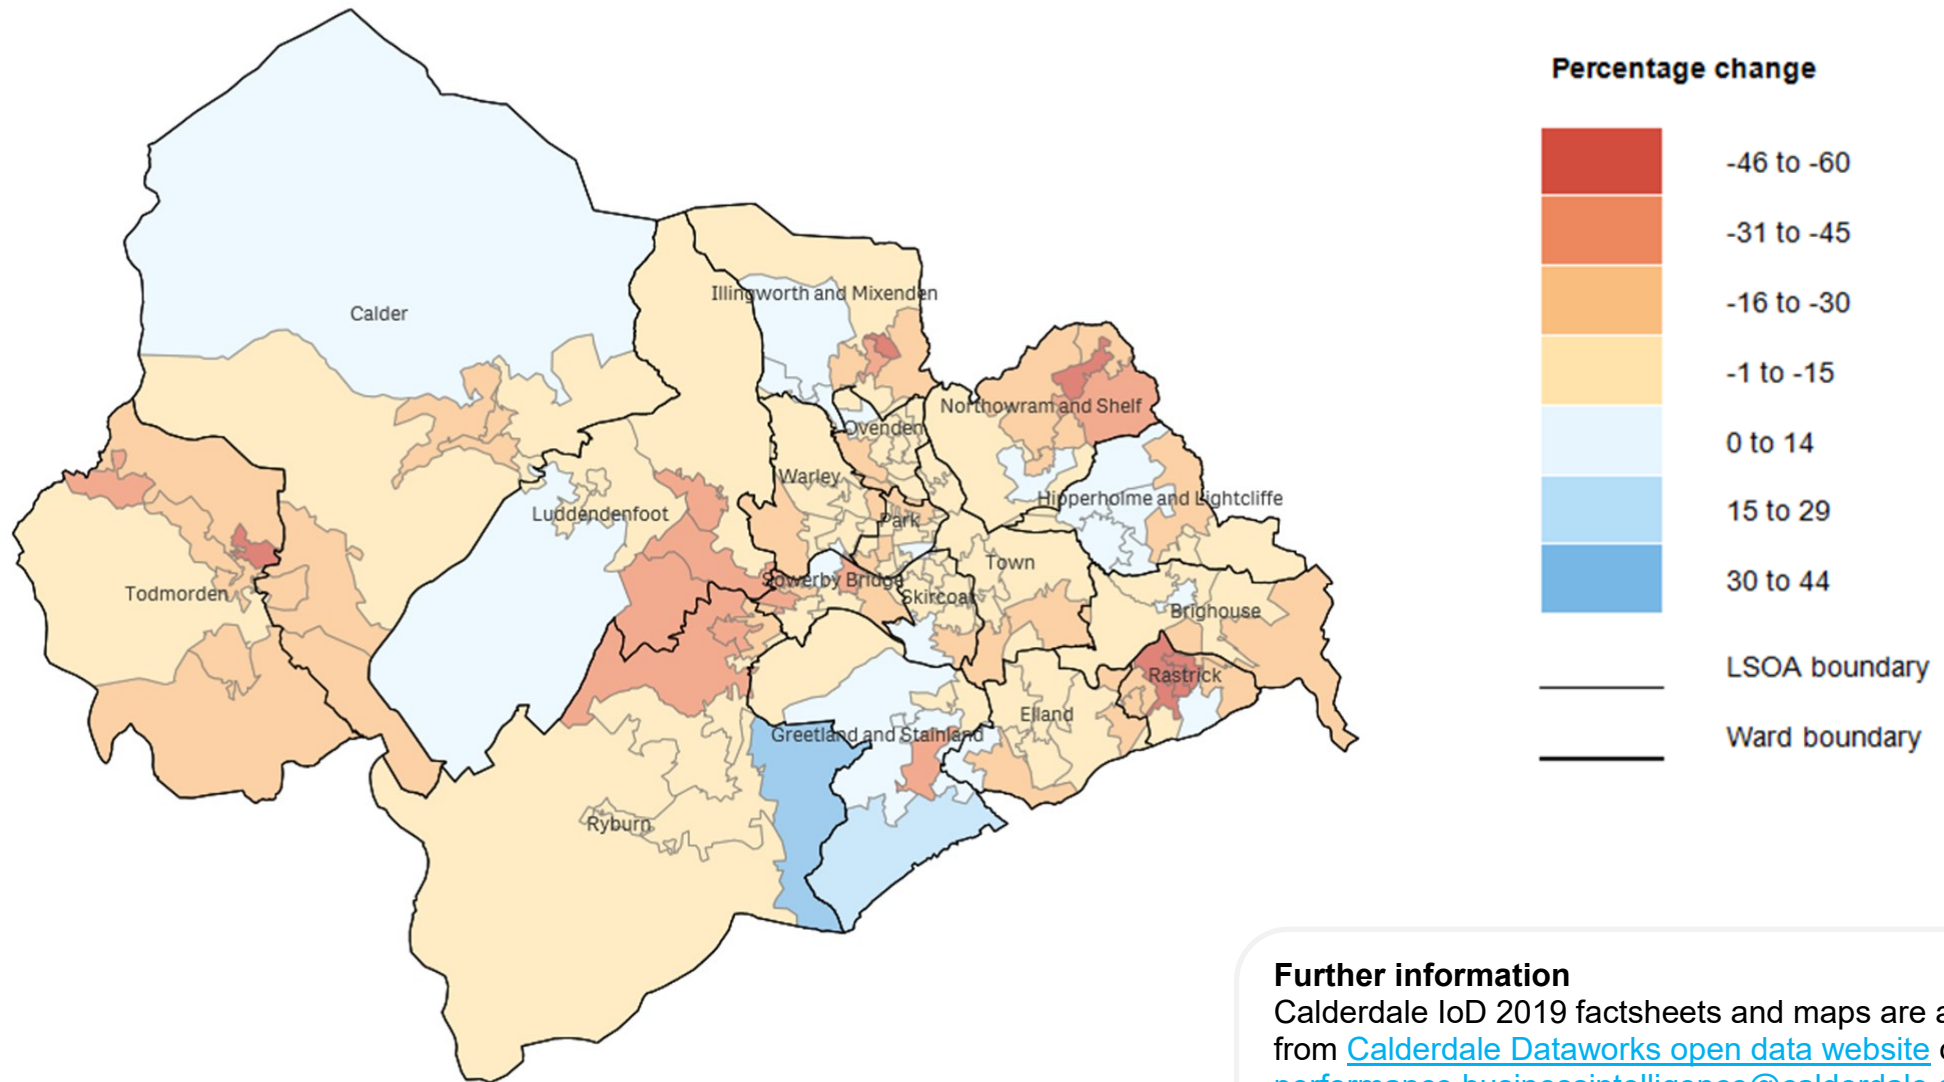 Percentage change
-46 to -60
-31 to -45
-16 to -30
-1 to -15
0 to 14
15 to 29
30 to 44
LSOA boundary
Ward boundary
Calder
Illingworth and Mixenden
Northowram and Shelf
Ovenden
Warley
Hipperholme and Lightcliffe
Luddendenfoot
Park
Town
Sowerby Bridge
Skircoat
Todmorden
Brighouse
Rastrick
Elland
Greetland and Stainland
Ryburn
Further information
Calderdale IoD 2019 factsheets and maps are a
from Calderdale Dataworks open data website
performance.businessintelligence@calderdale